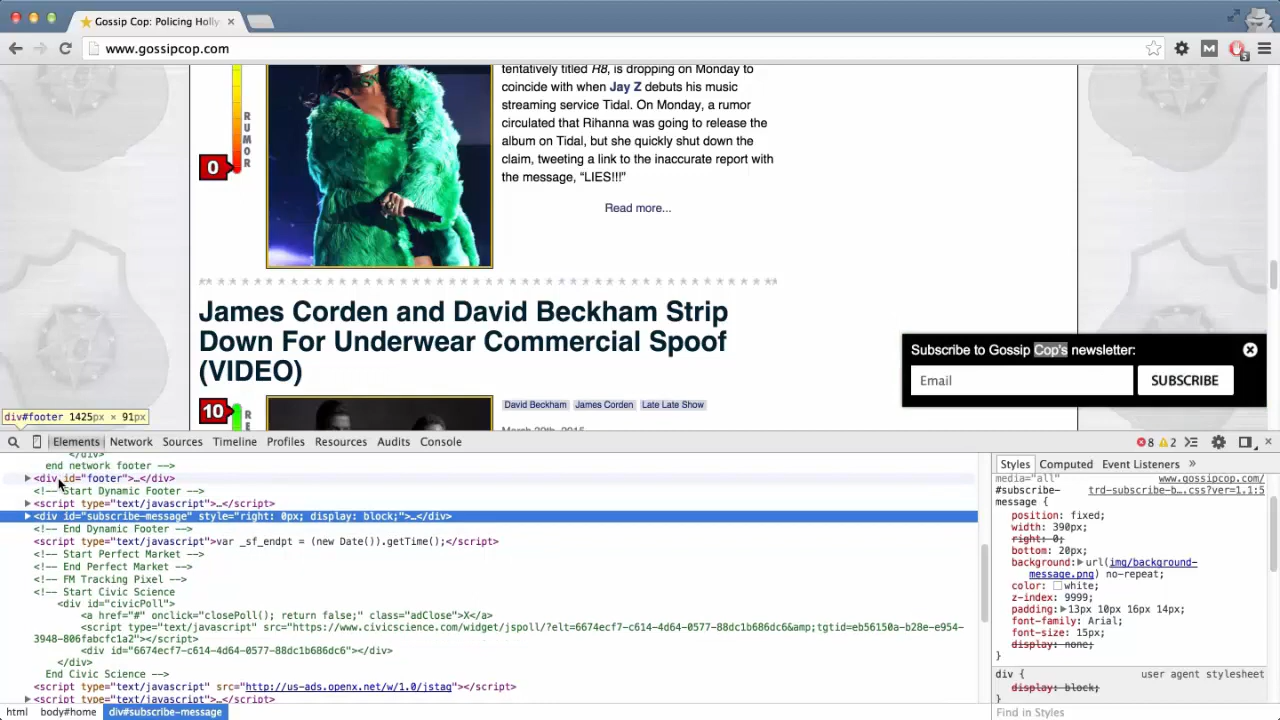 Gossip Cop: Policing Holly
www.gossipcop.com
5
tentatively titled R8, is dropping on Monday to
coincide with when Jay Z debuts his music
streaming service Tidal. On Monday, a rumor
circulated that Rihanna was going to release the
album on Tidal, but she quickly shut down the
claim, tweeting a link to the inaccurate report with
the message, “LIES!!!”
Read more...
RUMOR
0
James Corden and David Beckham Strip
Down For Underwear Commercial Spoof
(VIDEO)
10
RE
David Beckham James Corden Late Late Show
Subscribe to Gossip Cop's newsletter:
Email
SUBSCRIBE
div#footer 1425px × 91px
Elements Network Sources Timeline Profiles Resources Audits Console
8 2
</div>
end network footer -->
<div id="footer">…</div>
<!-- Start Dynamic Footer -->
<script type="text/javascript">…</script>
<div id="subscribe-message" style="right: 0px; display: block;">…</div>
<!-- End Dynamic Footer -->
<script type="text/javascript">var _sf_endpt = (new Date()).getTime();</script>
<!-- Start Perfect Market -->
<!-- End Perfect Market -->
<!-- FM Tracking Pixel -->
<!-- Start Civic Science
<div id="civicPoll">
<a href="#" onclick="closePoll(); return false;" class="adClose">X</a>
<script type="text/javascript" src="https://www.civicscience.com/widget/jspoll/?elt=6674ecf7-c614-4d64-0577-88dc1b686dc6&amp;tgtid=eb56150a-b28e-e954-
3948-806fabcfc1a2"></script>
<div id="6674ecf7-c614-4d64-0577-88dc1b686dc6"></div>
</div>
End Civic Science -->
<script type="text/javascript" src="http://us-ads.openx.net/w/1.0/jstag"></script>
<script type="text/javascript">…</script>
html body#home div#subscribe-message
Styles Computed Event Listeners »
media="all" www.gossipcop.com/
#subscribe- trd-subscribe-b….css?ver=1.1:5
message {
position: fixed;
width: 390px;
right: 0;
bottom: 20px;
background: url(img/background-
message.png) no-repeat;
color: white;
z-index: 9999;
padding: 13px 10px 16px 14px;
font-family: Arial;
font-size: 15px;
display: none;
}
div { user agent stylesheet
display: block;
}
Find in Styles